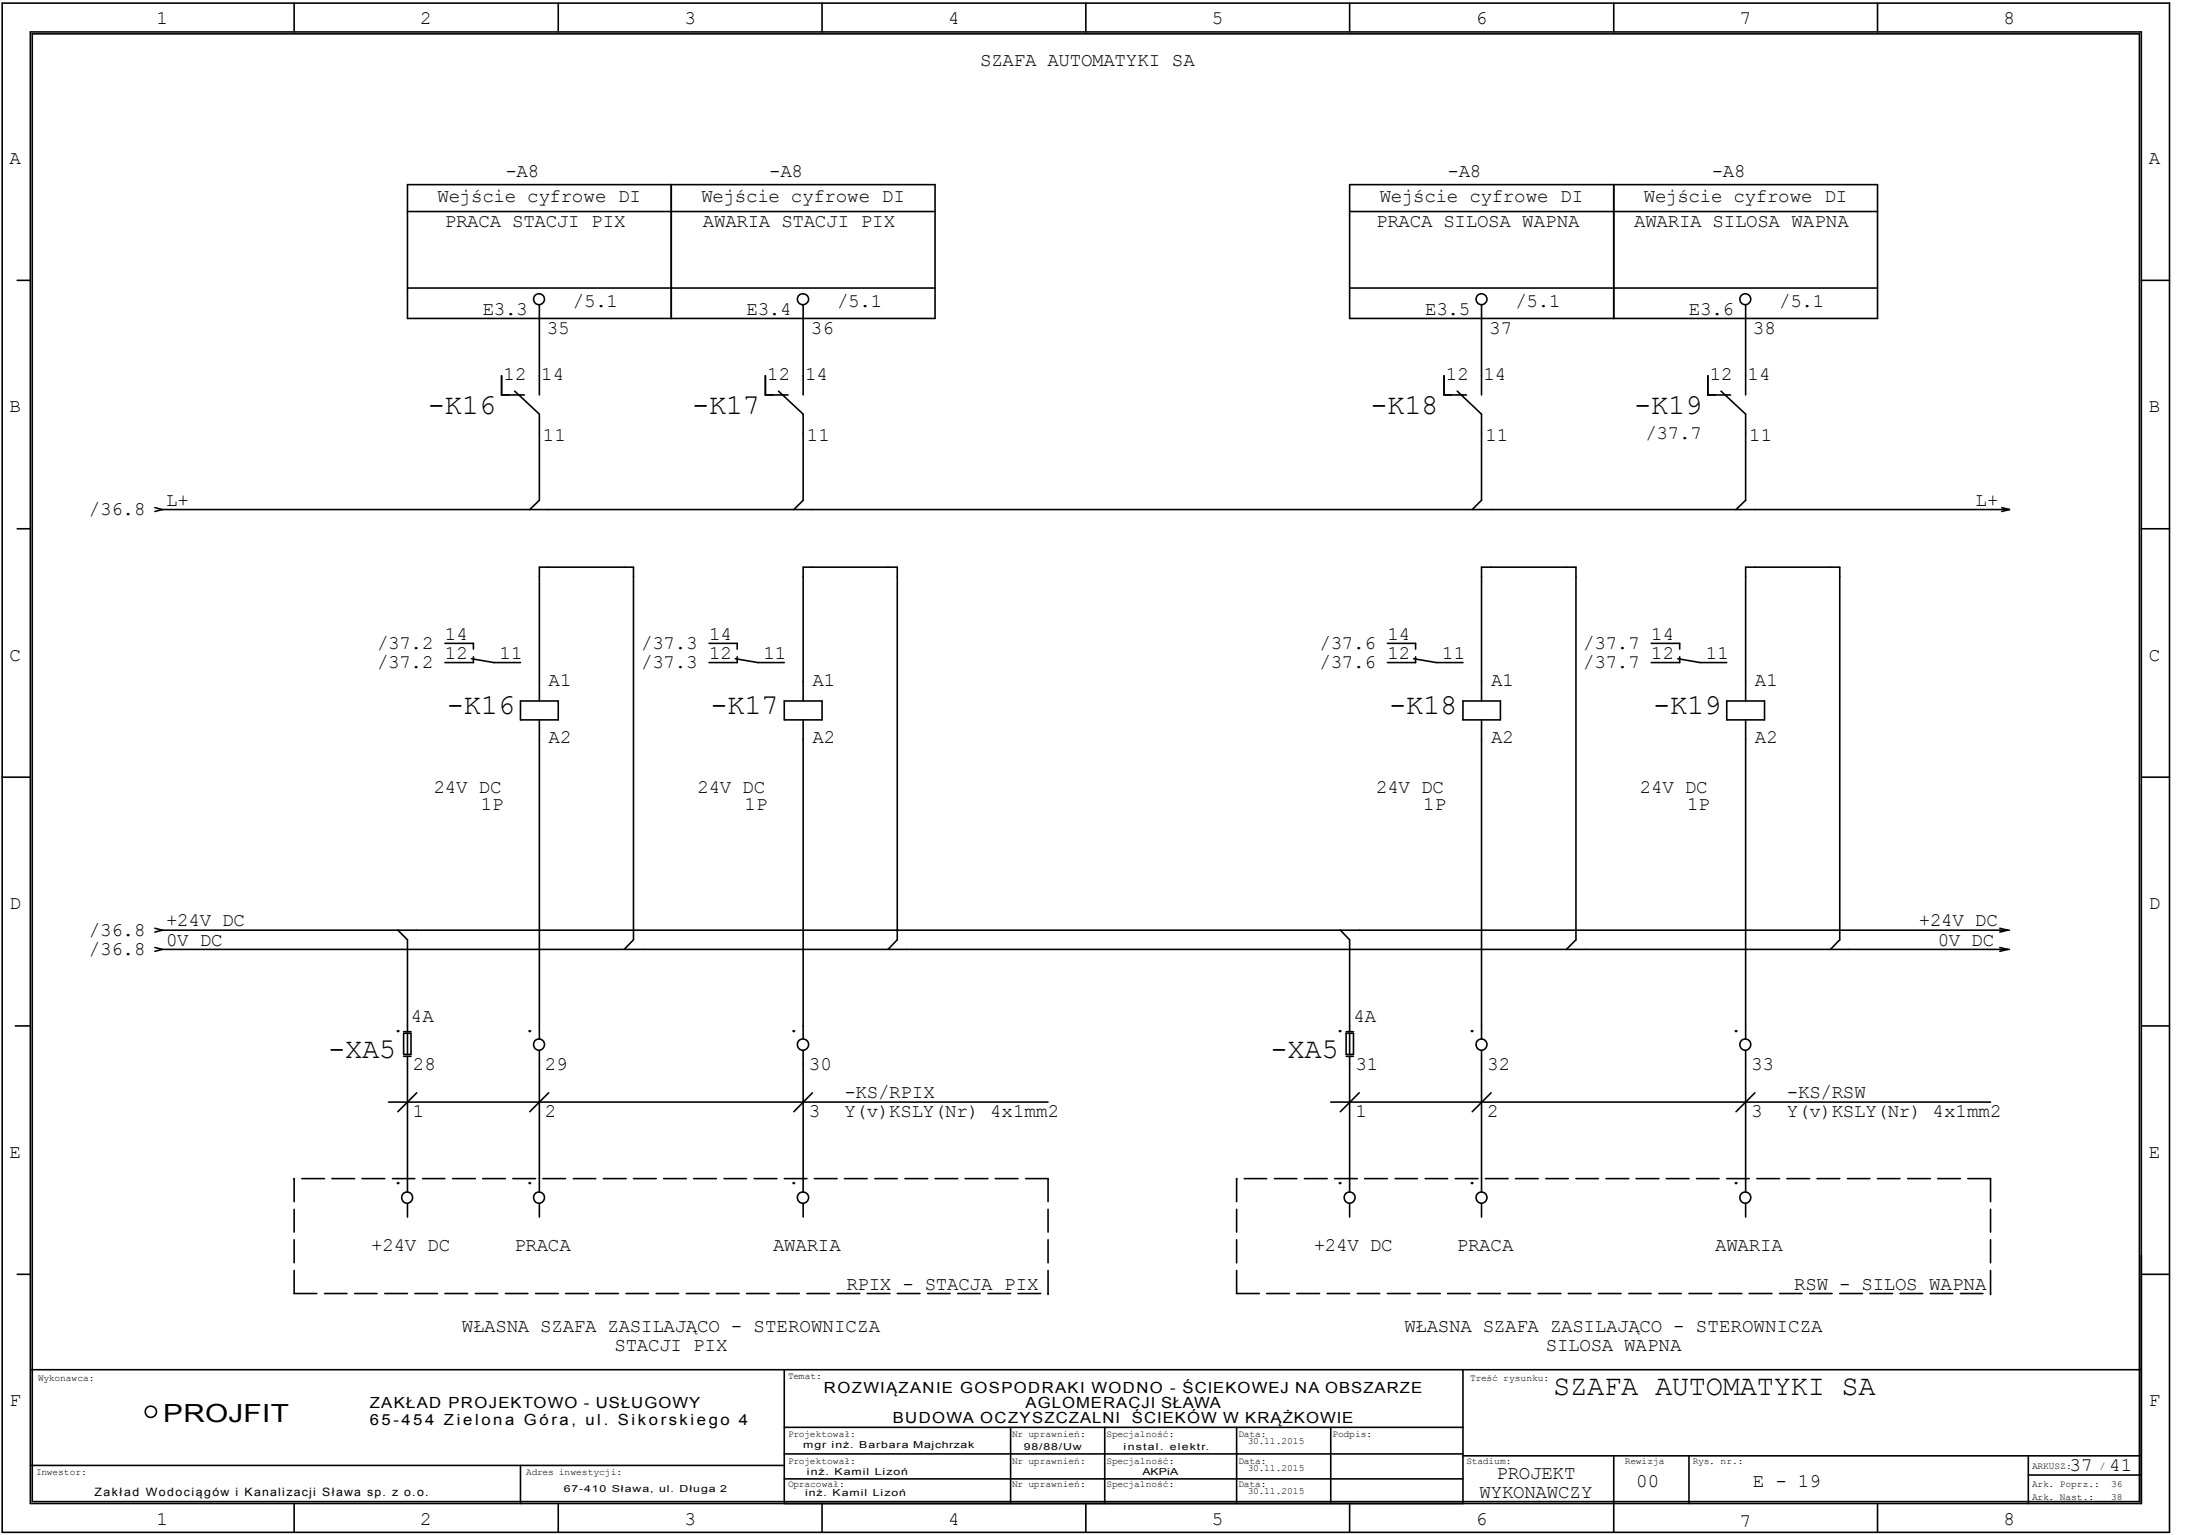 1 2 3 4 5 6 7 8
SZAFA AUTOMATYKI SA
A A
-A8 -A8 -A8 -A8
Wejście cyfrowe DI Wejście cyfrowe DI Wejście cyfrowe DI Wejście cyfrowe DI
PRACA STACJI PIX AWARIA STACJI PIX PRACA SILOSA WAPNA AWARIA SILOSA WAPNA
E3.3 /5.1 E3.4 /5.1 E3.5 /5.1 E3.6 /5.1
35 36 37 38
12 14 12 14 12 14 12 14
B -K16 -K17 -K18 -K19 B
/37.7
11 11 11 11
/36.8 L+ L+
/37.2 14 /37.3 14 /37.6 14 /37.7 14
/37.2 12 11 /37.3 12 11 /37.6 12 11 /37.7 12 11
C C
A1 A1 A1 A1
-K16 -K17 -K18 -K19
A2 A2 A2 A2
24V DC 24V DC 24V DC 24V DC
1P 1P 1P 1P
D D
/36.8 +24V DC +24V DC
/36.8 0V DC 0V DC
4A 4A
-XA5 -XA5
28 29 30 31 32 33
-KS/RPIX -KS/RSW
1 2 3 Y(v)KSLY(Nr) 4x1mm2 1 2 3 Y(v)KSLY(Nr) 4x1mm2
E E
+24V DC PRACA AWARIA +24V DC PRACA AWARIA
RPIX - STACJA PIX RSW - SILOS WAPNA
WŁASNA SZAFA ZASILAJĄCO - STEROWNICZA WŁASNA SZAFA ZASILAJĄCO - STEROWNICZA
STACJI PIX SILOSA WAPNA
F F
Wykonawca:
PROJFIT
ZAKŁAD PROJEKTOWO - USŁUGOWY
65-454 Zielona Góra, ul. Sikorskiego 4
Inwestor:
Zakład Wodociągów i Kanalizacji Sława sp. z o.o.
Adres inwestycji:
67-410 Sława, ul. Długa 2
Temat:
ROZWIĄZANIE GOSPODRAKI WODNO - ŚCIEKOWEJ NA OBSZARZE
AGLOMERACJI SŁAWA
BUDOWA OCZYSZCZALNI ŚCIEKÓW W KRĄŻKOWIE
Projektował: Nr uprawnień: Specjalność: Data: Podpis:
mgr inż. Barbara Majchrzak 98/88/Uw instal. elektr. 30.11.2015
Projektował: Nr uprawnień: Specjalność: Data:
inż. Kamil Lizoń AKPiA 30.11.2015
Opracował: Nr uprawnień: Specjalność: Data:
inż. Kamil Lizoń 30.11.2015
Treść rysunku: SZAFA AUTOMATYKI SA
Stadium:
PROJEKT
WYKONAWCZY
Rewizja
00
Rys. nr.:
E - 19
ARKUSZ: 37 / 41
Ark. Poprz.: 36
Ark. Nast.: 38
1 2 3 4 5 6 7 8